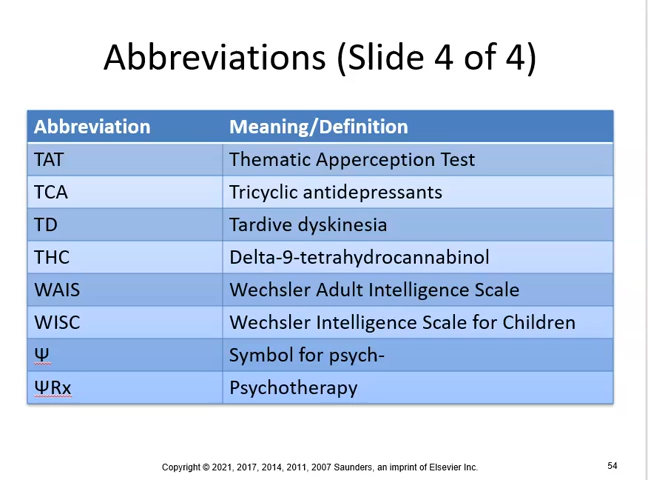 Abbreviations (Slide 4 of 4)
Abbreviation Meaning/Definition
TAT Thematic Apperception Test
TCA Tricyclic antidepressants
TD Tardive dyskinesia
THC Delta-9-tetrahydrocannabinol
WAIS Wechsler Adult Intelligence Scale
WISC Wechsler Intelligence Scale for Children
Ψ Symbol for psych-
ΨRx Psychotherapy
Copyright © 2021, 2017, 2014, 2011, 2007 Saunders, an imprint of Elsevier Inc. 54